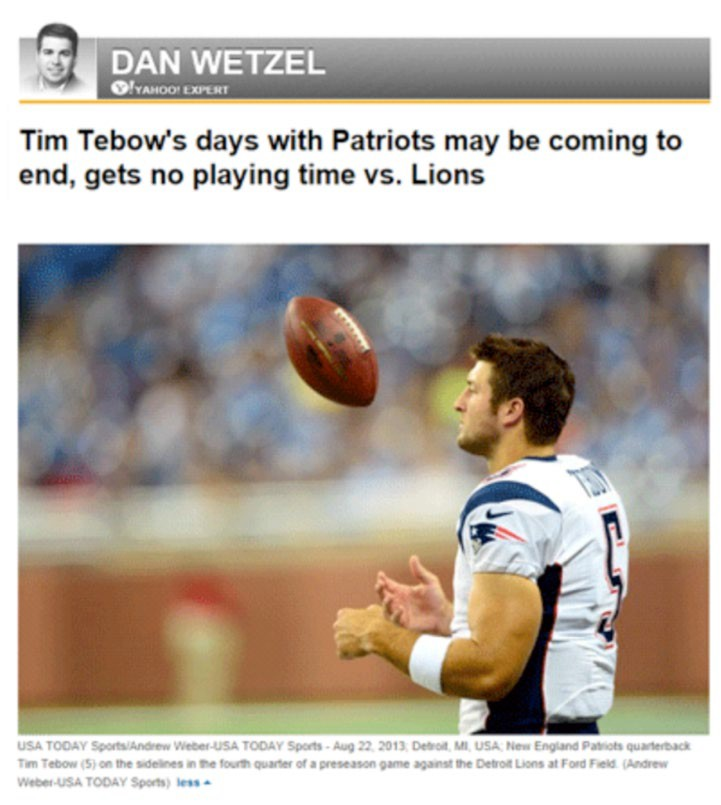 DAN WETZEL
Y! YAHOO! EXPERT
Tim Tebow's days with Patriots may be coming to
end, gets no playing time vs. Lions
TEBOW
5
USA TODAY Sports/Andrew Weber-USA TODAY Sports - Aug 22, 2013; Detroit, MI, USA; New England Patriots quarterback
Tim Tebow (5) on the sidelines in the fourth quarter of a preseason game against the Detroit Lions at Ford Field. (Andrew
Weber-USA TODAY Sports) less